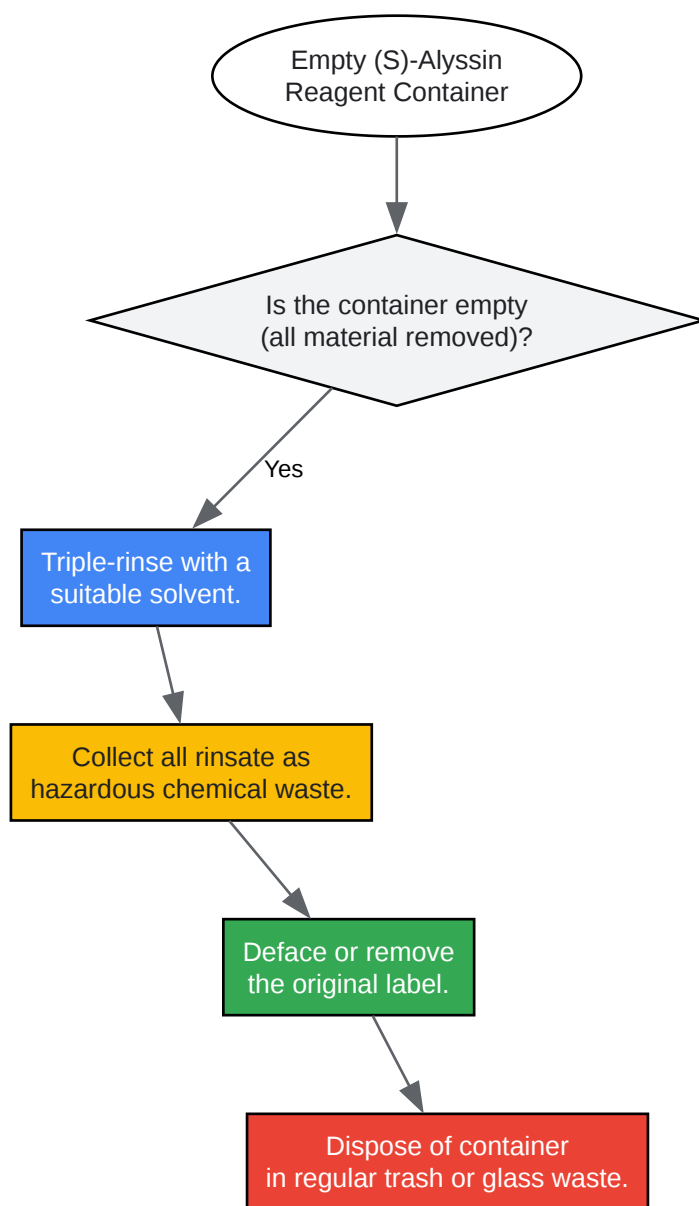 Empty (S)-Alyssin
Reagent Container
Is the container empty
(all material removed)?
Yes
Triple-rinse with a
suitable solvent.
Collect all rinsate as
hazardous chemical waste.
Deface or remove
the original label.
Dispose of container
in regular trash or glass waste.